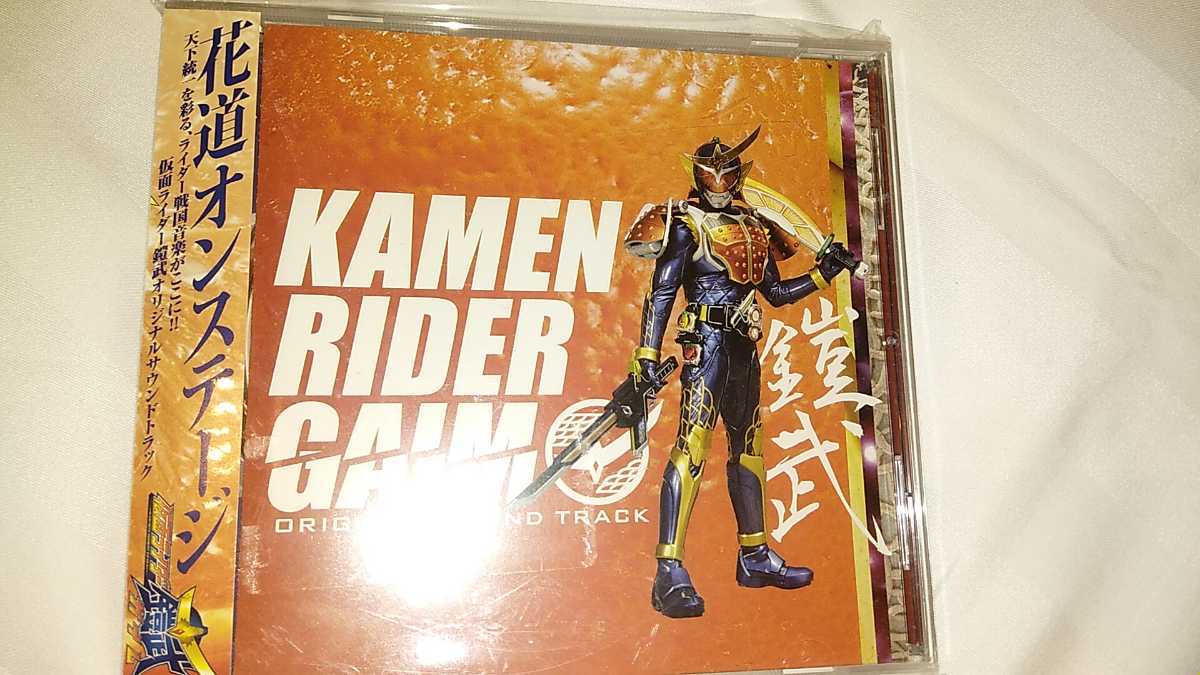 花道オンステージ
天下統一を彩る、ライダー戦国音楽がここに!!
仮面ライダー鎧武オリジナルサウンドトラック
KAMEN
RIDER
GAIM
TRACK
鎧武
鎧武